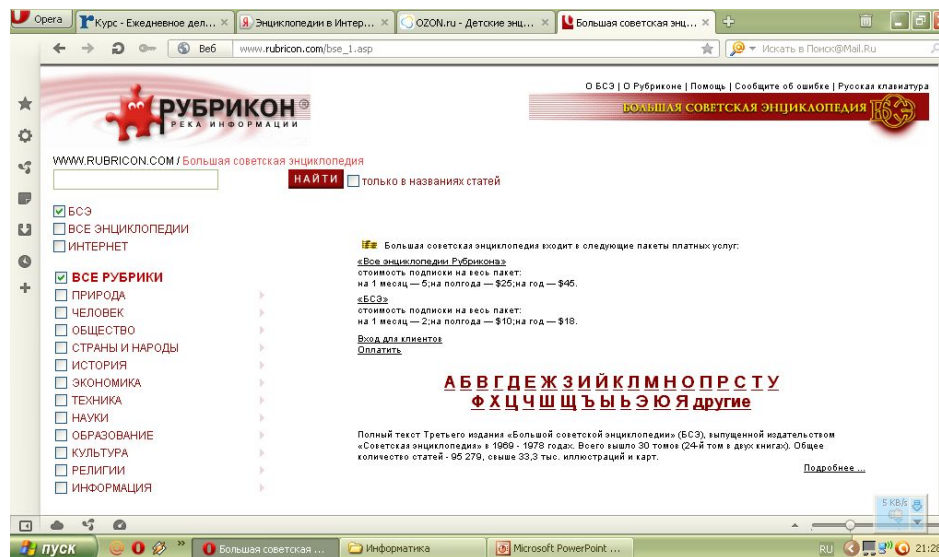 Opera
Курс - Ежедневное дел...
Энциклопедии в Интер...
OZON.ru - Детские энц...
Большая советская энц...
Веб
www.rubricon.com/bse_1.asp
Искать в Поиск@Mail.Ru
РУБРИКОН®
РЕКА ИНФОРМАЦИИ
О БСЭ | О Рубриконе | Помощь | Сообщите об ошибке | Русская клавиатура
БОЛЬШАЯ СОВЕТСКАЯ ЭНЦИКЛОПЕДИЯ
WWW.RUBRICON.COM / Большая советская энциклопедия
НАЙТИ
только в названиях статей
БСЭ
ВСЕ ЭНЦИКЛОПЕДИИ
ИНТЕРНЕТ
ВСЕ РУБРИКИ
ПРИРОДА
ЧЕЛОВЕК
ОБЩЕСТВО
СТРАНЫ И НАРОДЫ
ИСТОРИЯ
ЭКОНОМИКА
ТЕХНИКА
НАУКИ
ОБРАЗОВАНИЕ
КУЛЬТУРА
РЕЛИГИИ
ИНФОРМАЦИЯ
Большая советская энциклопедия входит в следующие пакеты платных услуг:
«Все энциклопедии Рубрикона»
стоимость подписки на весь пакет:
на 1 месяц — 5;на полгода — $25;на год — $45.
«БСЭ»
стоимость подписки на весь пакет:
на 1 месяц — 2;на полгода — $10;на год — $18.
Вход для клиентов
Оплатить
А Б В Г Д Е Ж З И Й К Л М Н О П Р С Т У
Ф Х Ц Ч Ш Щ Ъ Ы Ь Э Ю Я другие
Полный текст Третьего издания «Большой советской энциклопедии» (БСЭ), выпущенной издательством
«Советская энциклопедия» в 1969 - 1978 годах. Всего вышло 30 томов (24-й том в двух книгах). Общее
количество статей - 95 279, свыше 33,3 тыс. иллюстраций и карт.
Подробнее ...
5 KB/s
пуск
Большая советская ...
Информатика
Microsoft PowerPoint ...
RU
21:20